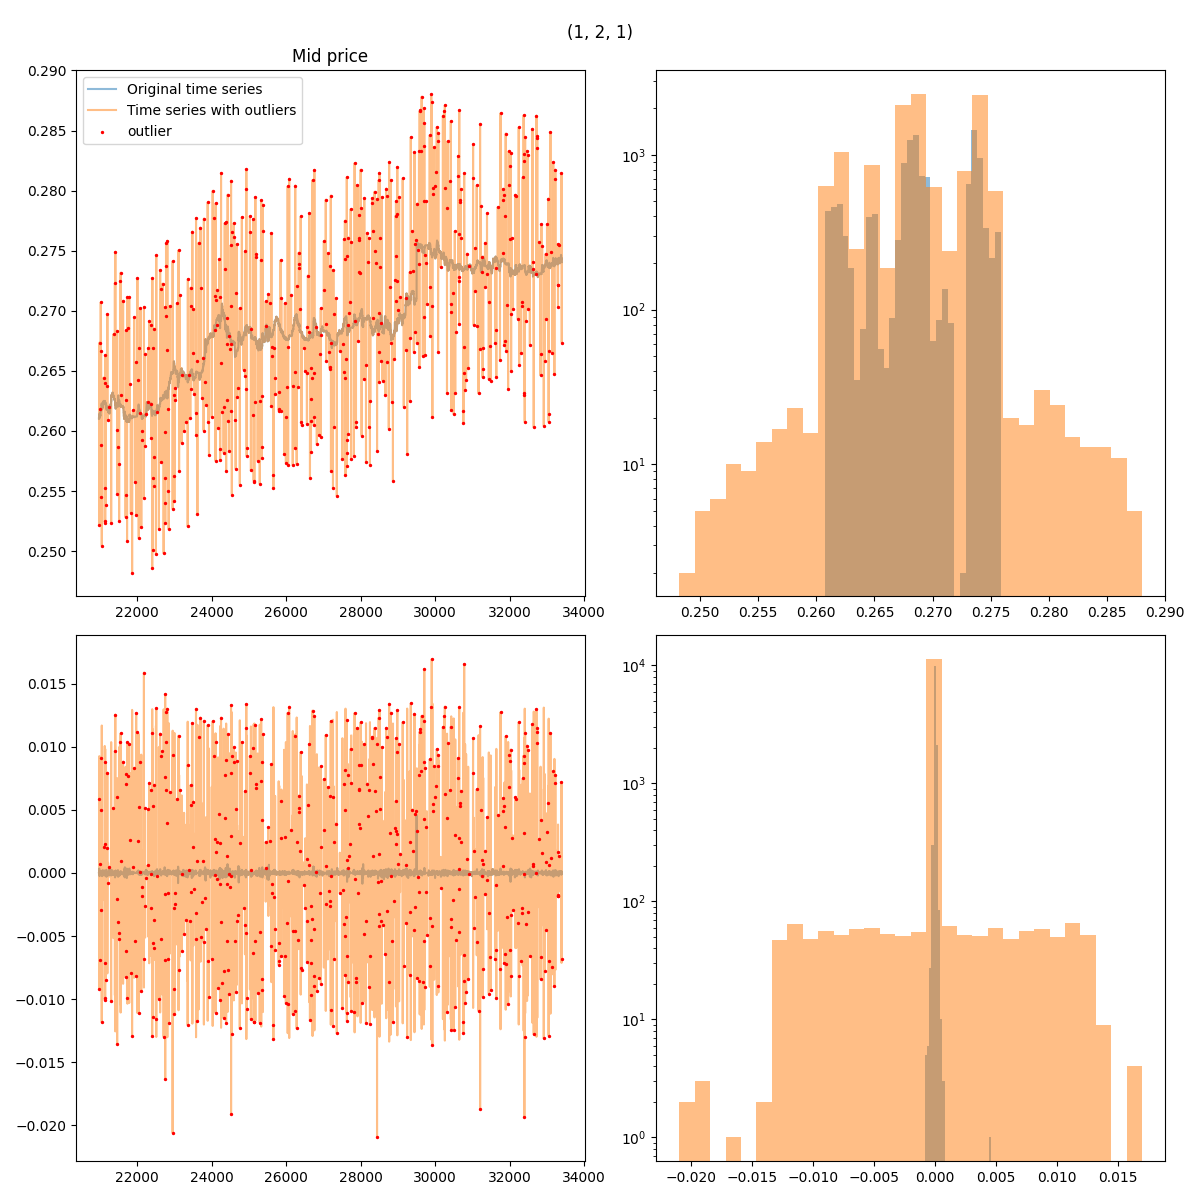 (1, 2, 1)
Mid price
Original time series
Time series with outliers
outlier
0.290
0.285
0.280
0.275
0.270
0.265
0.260
0.255
0.250
22000 24000 26000 28000 30000 32000 34000
10³
10²
10¹
0.250 0.255 0.260 0.265 0.270 0.275 0.280 0.285 0.290
0.015
0.010
0.005
0.000
−0.005
−0.010
−0.015
−0.020
22000 24000 26000 28000 30000 32000 34000
10⁴
10³
10²
10¹
10⁰
−0.020 −0.015 −0.010 −0.005 0.000 0.005 0.010 0.015